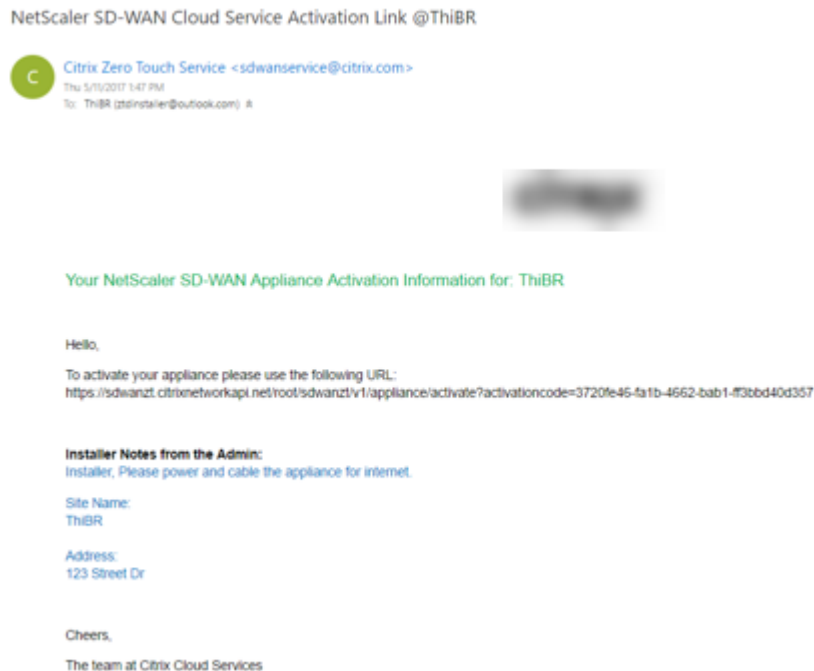 NetScaler SD-WAN Cloud Service Activation Link @ThiBR
C
Citrix Zero Touch Service <sdwanservice@citrix.com>
Thu 5/11/2017 1:47 PM
To: ThiBR (ztdinstaller@outlook.com)
Your NetScaler SD-WAN Appliance Activation Information for: ThiBR
Hello,
To activate your appliance please use the following URL:
https://sdwanzt.citrixnetworkapi.net/root/sdwanzt/v1/appliance/activate?activationcode=3720fe46-fa1b-4662-bab1-ff3bbd40d357
Installer Notes from the Admin:
Installer, Please power and cable the appliance for internet.
Site Name:
ThiBR
Address:
123 Street Dr
Cheers,
The team at Citrix Cloud Services